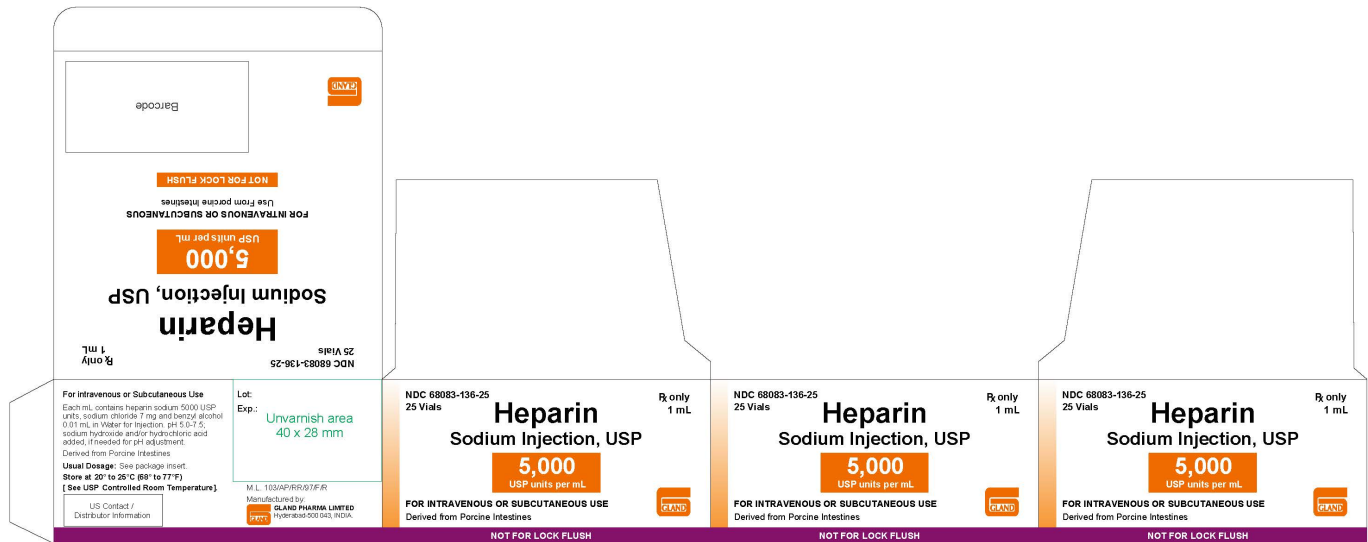 Barcode
GLAND
NOT FOR LOCK FLUSH
Use From porcine Intestines
FOR INTRAVENOUS OR SUBCUTANEOUS
USP units per mL
5,000
Sodium Injection, USP
Heparin
℞ only
1 mL
NDC 68083-136-25
25 Vials
For intravenous or Subcutaneous Use
Each mL contains heparin sodium 5000 USP
units, sodium chloride 7 mg and benzyl alcohol
0.01 mL in Water for Injection. pH 5.0-7.5;
sodium hydroxide and/or hydrochloric acid
added, if needed for pH adjustment.
Derived from Porcine Intestines
Usual Dosage: See package insert.
Store at 20° to 25°C (68° to 77°F)
[ See USP Controlled Room Temperature].
US Contact /
Distributor Information
Lot:
Exp.:
Unvarnish area
40 x 28 mm
M.L. 103/AP/RR/97/F/R
Manufactured by:
GLAND
GLAND PHARMA LIMITED
Hyderabad-500 043, INDIA.
NDC 68083-136-25
25 Vials
℞ only
1 mL
Heparin
Sodium Injection, USP
5,000
USP units per mL
FOR INTRAVENOUS OR SUBCUTANEOUS USE
Derived from Porcine Intestines
GLAND
NOT FOR LOCK FLUSH
NDC 68083-136-25
25 Vials
℞ only
1 mL
Heparin
Sodium Injection, USP
5,000
USP units per mL
FOR INTRAVENOUS OR SUBCUTANEOUS USE
Derived from Porcine Intestines
GLAND
NOT FOR LOCK FLUSH
NDC 68083-136-25
25 Vials
℞ only
1 mL
Heparin
Sodium Injection, USP
5,000
USP units per mL
FOR INTRAVENOUS OR SUBCUTANEOUS USE
Derived from Porcine Intestines
GLAND
NOT FOR LOCK FLUSH